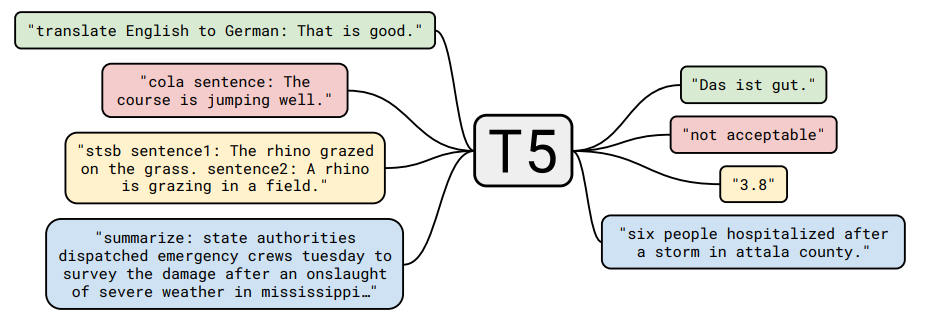 "translate English to German: That is good."
"cola sentence: The
course is jumping well."
"stsb sentence1: The rhino grazed
on the grass. sentence2: A rhino
is grazing in a field."
"summarize: state authorities
dispatched emergency crews tuesday to
survey the damage after an onslaught
of severe weather in mississippi…"
T5
"Das ist gut."
"not acceptable"
"3.8"
"six people hospitalized after
a storm in attala county."